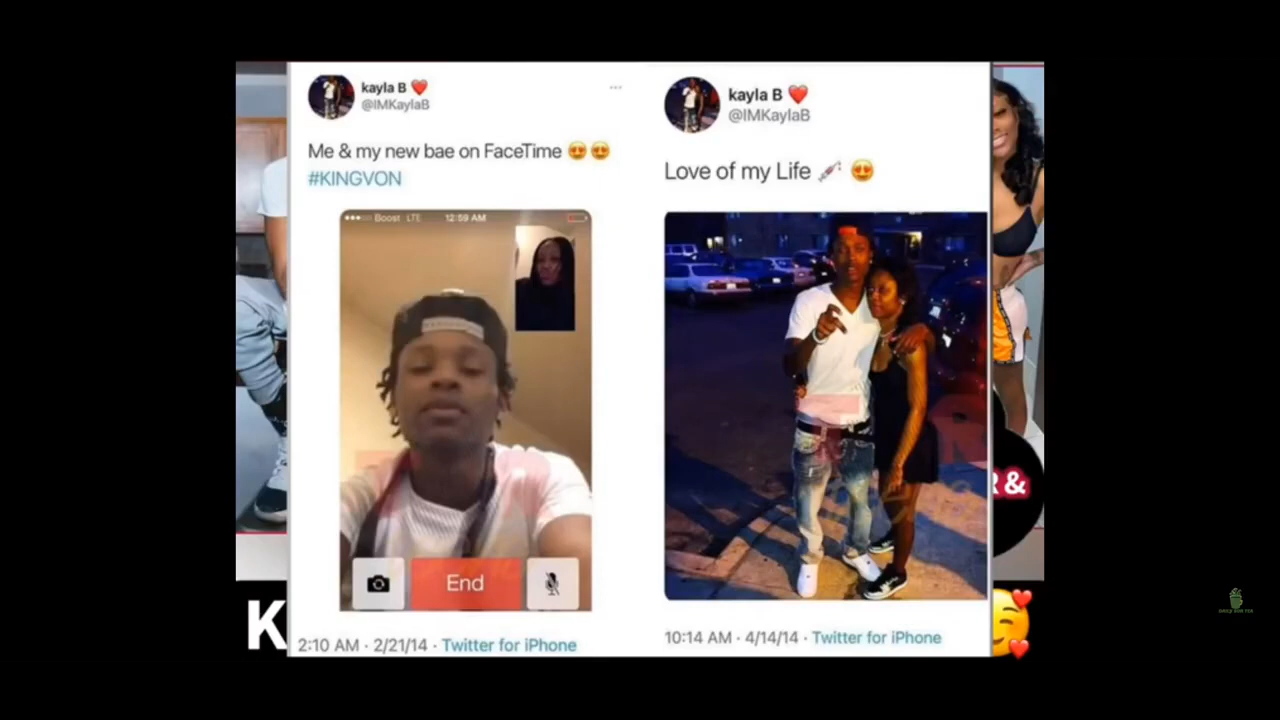 kayla B ❤️
@IMKaylaB
Me & my new bae on FaceTime 😍 😍
#KINGVON
Boost LTE 12:59 AM
End
2:10 AM · 2/21/14 · Twitter for iPhone
kayla B ❤️
@IMKaylaB
Love of my Life 💉 😍
10:14 AM · 4/14/14 · Twitter for iPhone
K
&